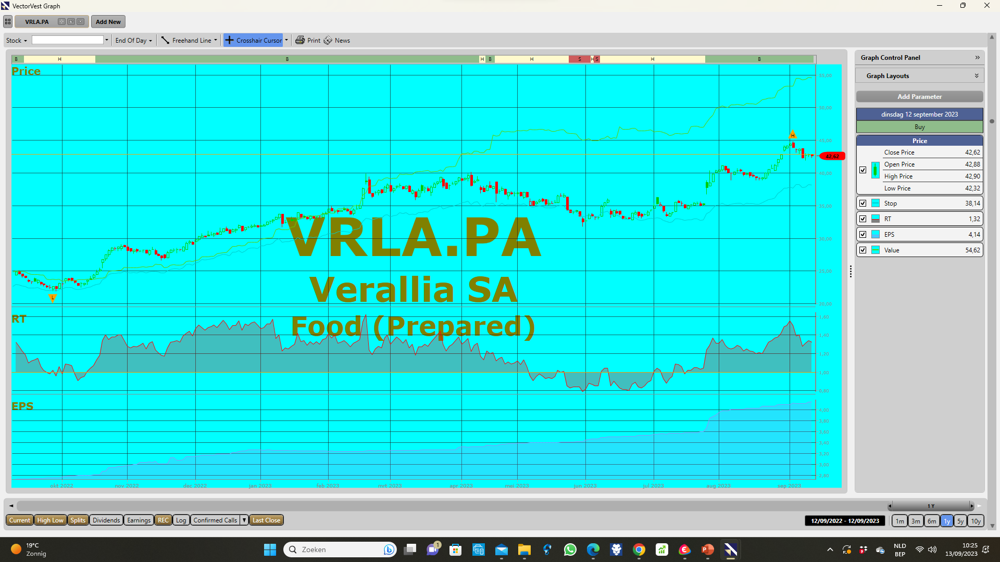 VectorVest Graph
VRLA.PA Add New
Stock End Of Day Freehand Line Crosshair Cursor Print News
B H B H B H S H S H B
Price
55,00
50,00
45,00
H
42,62
40,00
35,00
30,00
25,00
20,00
L
VRLA.PA
Verallia SA
Food (Prepared)
RT
1,60
1,40
1,20
1,00
0,80
EPS
4,00
3,80
3,60
3,40
3,20
3,00
2,80
okt 2022 nov 2022 dec 2022 jan 2023 feb 2023 mrt 2023 apr 2023 mei 2023 jun 2023 jul 2023 aug 2023 sep 2023
Graph Control Panel
Graph Layouts
Add Parameter
dinsdag 12 september 2023
Buy
Price
Close Price 42,62
Open Price 42,88
High Price 42,90
Low Price 42,32
Stop 38,14
RT 1,32
EPS 4,14
Value 54,62
1 Y
Current High Low Splits Dividends Earnings REC Log Confirmed Calls Last Close
12/09/2022 - 12/09/2023 1m 3m 6m 1y 5y 10y
19°C
Zonnig
Zoeken
1
NLD
BEP
10:25
13/09/2023